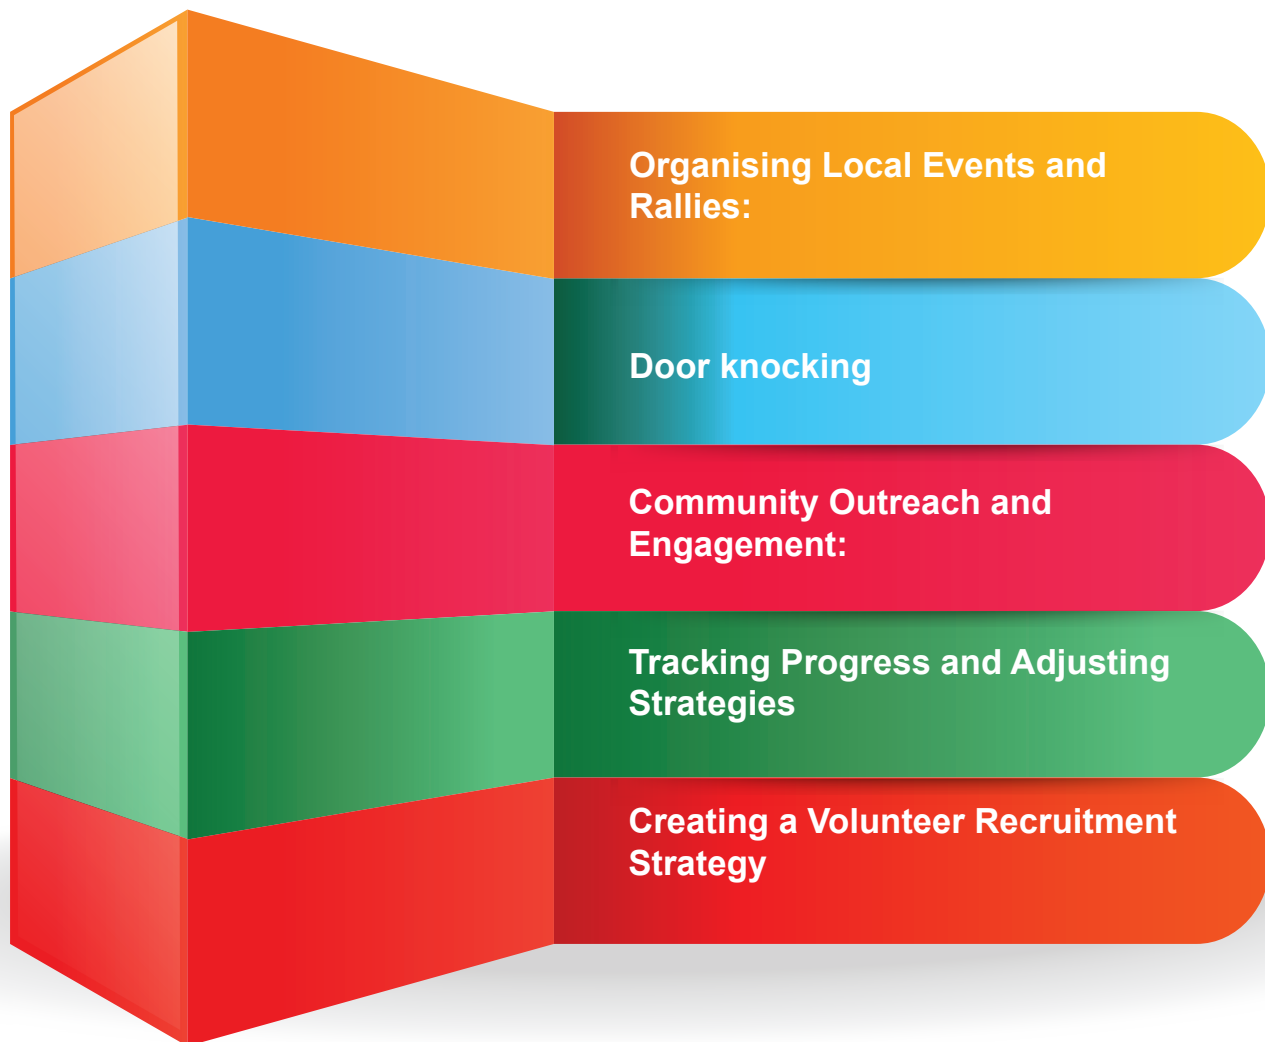 Organising Local Events and
Rallies:
Door knocking
Community Outreach and
Engagement:
Tracking Progress and Adjusting
Strategies
Creating a Volunteer Recruitment
Strategy